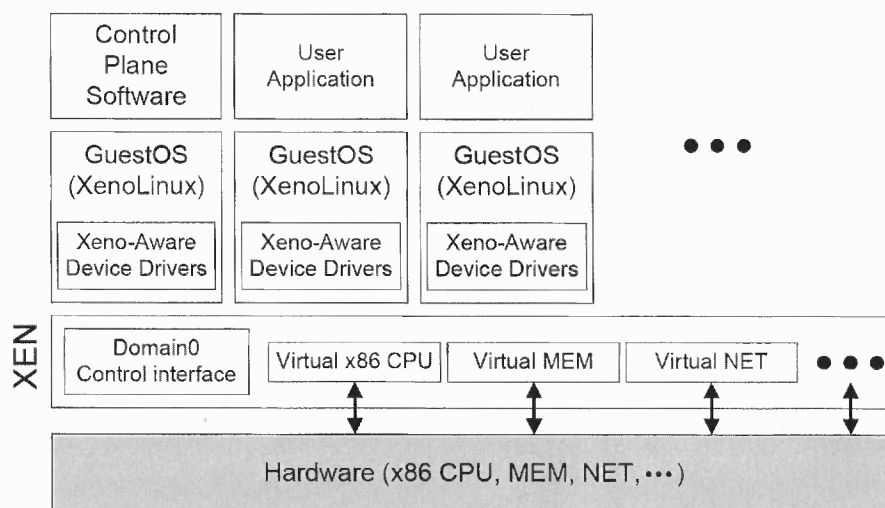 Control
Plane
Software
User
Application
User
Application
GuestOS
(XenoLinux)
Xeno-Aware
Device Drivers
GuestOS
(XenoLinux)
Xeno-Aware
Device Drivers
GuestOS
(XenoLinux)
Xeno-Aware
Device Drivers
XEN
Domain0
Control interface
Virtual x86 CPU
Virtual MEM
Virtual NET
Hardware (x86 CPU, MEM, NET, •••)